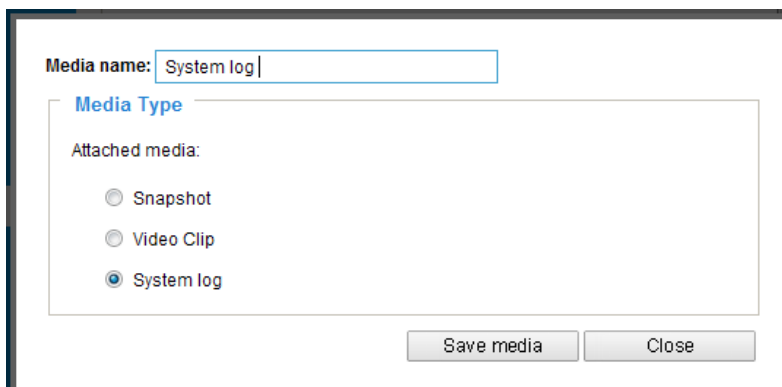 Media name: System log
Media Type
Attached media:
Snapshot
Video Clip
System log
Save media Close